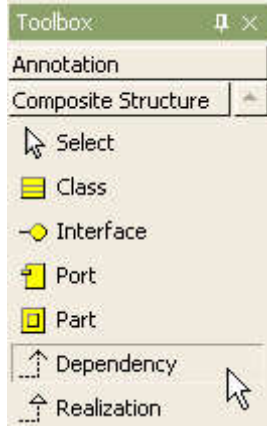 Toolbox
Annotation
Composite Structure
Select
Class
Interface
Port
Part
Dependency
Realization